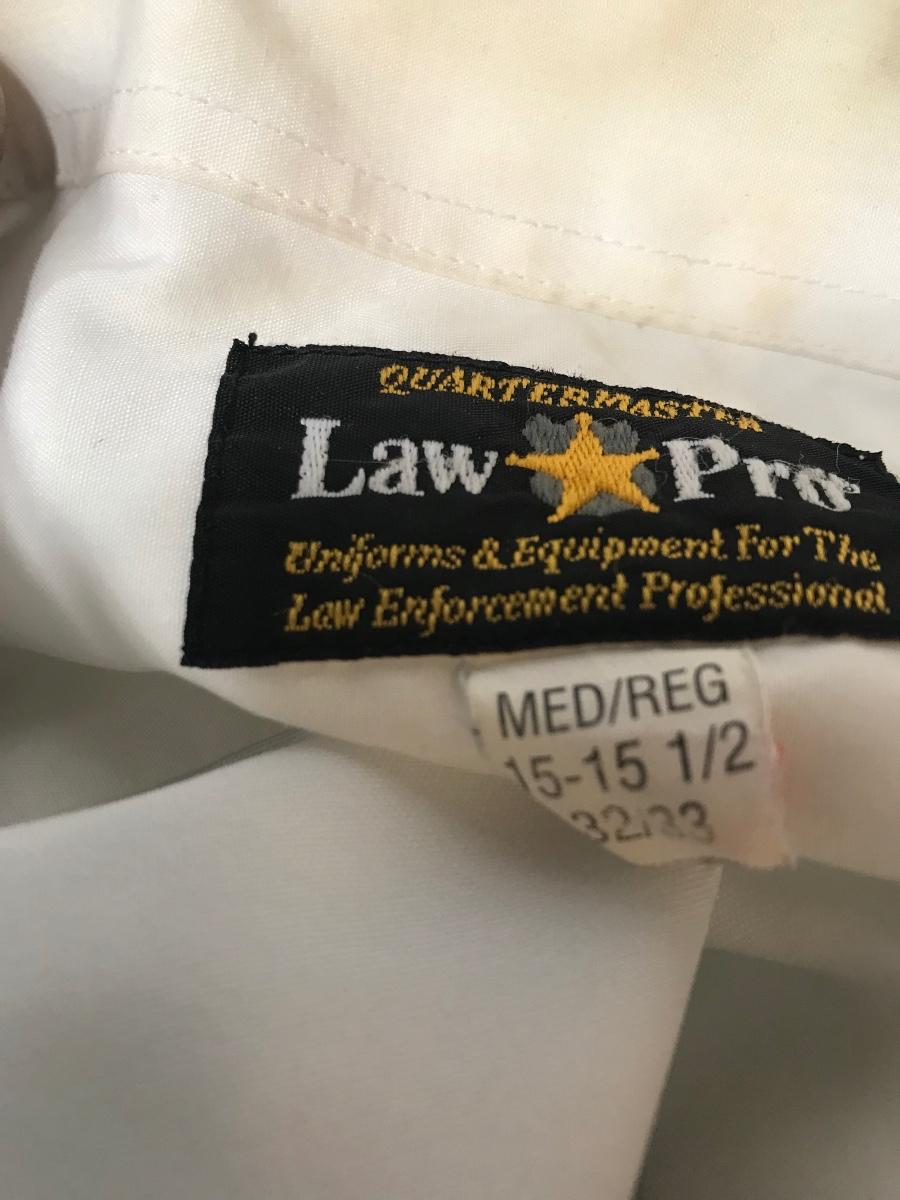 QUARTERMASTER
Law Pro
Uniforms & Equipment For The
Law Enforcement Professional
MED/REG
15-15 1/2
32/33